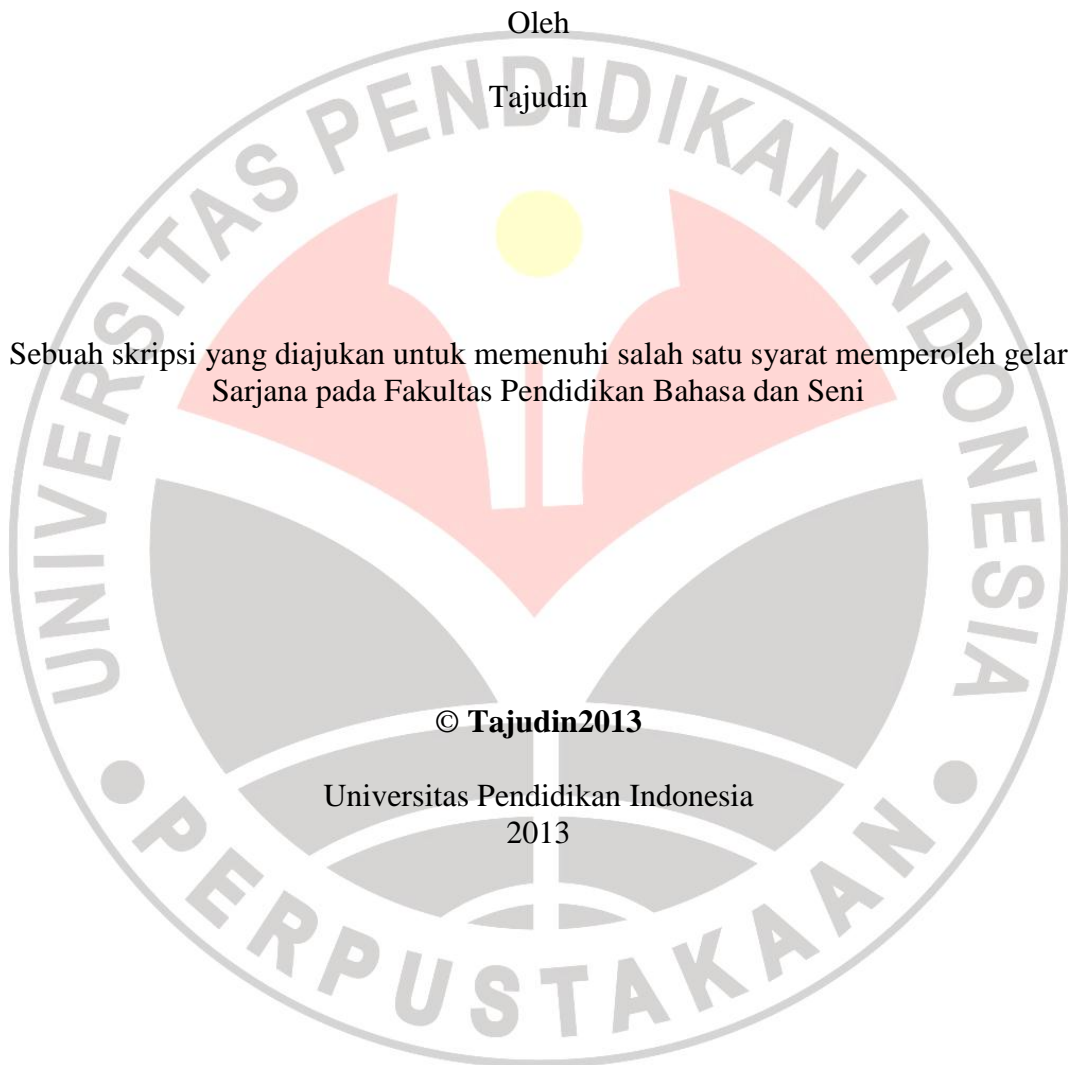 Oleh
Tajudin
Sebuah skripsi yang diajukan untuk memenuhi salah satu syarat memperoleh gelar
Sarjana pada Fakultas Pendidikan Bahasa dan Seni
© Tajudin2013
Universitas Pendidikan Indonesia
2013
UNIVERSITAS PENDIDIKAN INDONESIA
PERPUSTAKAAN